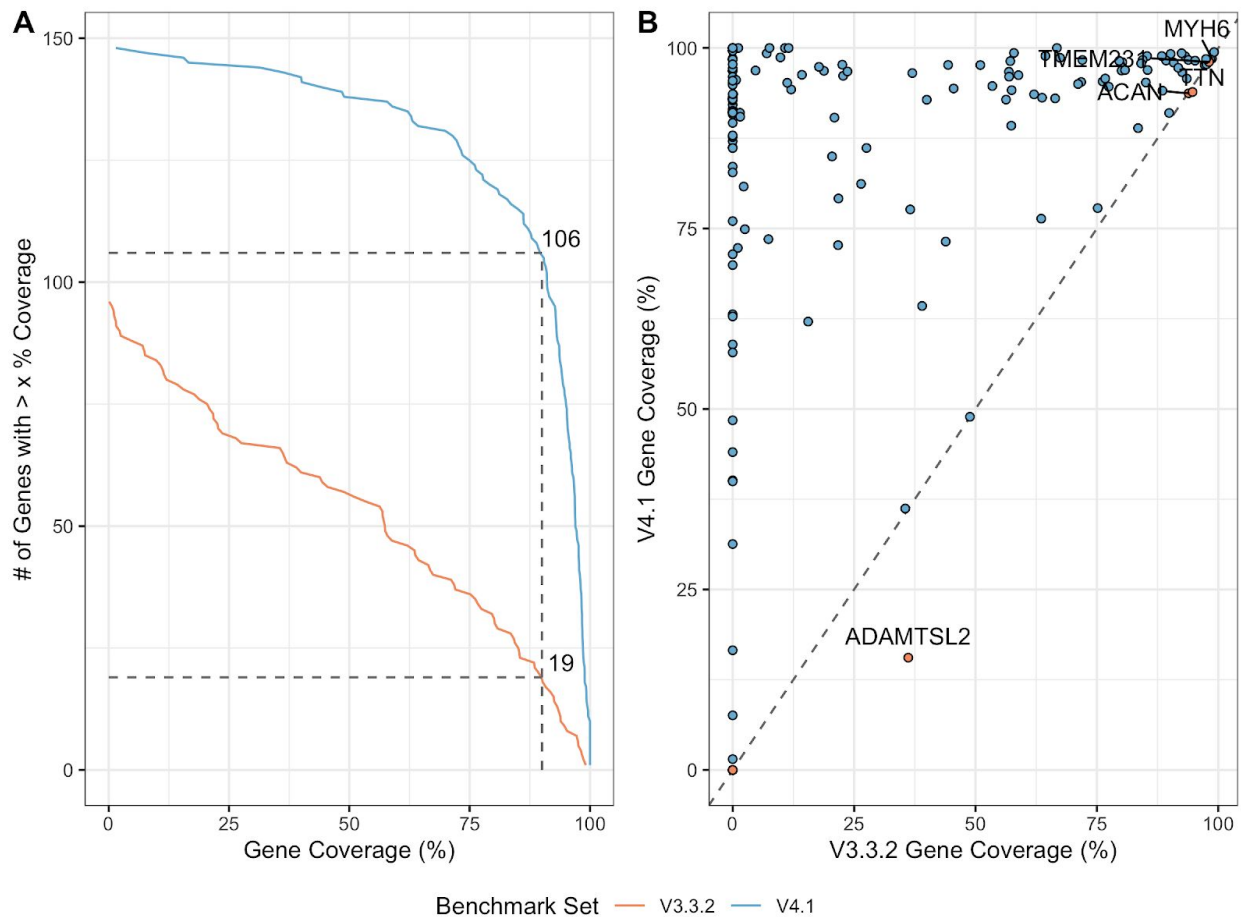 A
# of Genes with > x % Coverage
150
100
50
0
106
19
0 25 50 75 100
Gene Coverage (%)
B
V4.1 Gene Coverage (%)
100
75
50
25
0
MYH6
TMEM231
TTN
ACAN
ADAMTSL2
0 25 50 75 100
V3.3.2 Gene Coverage (%)
Benchmark Set V3.3.2 V4.1